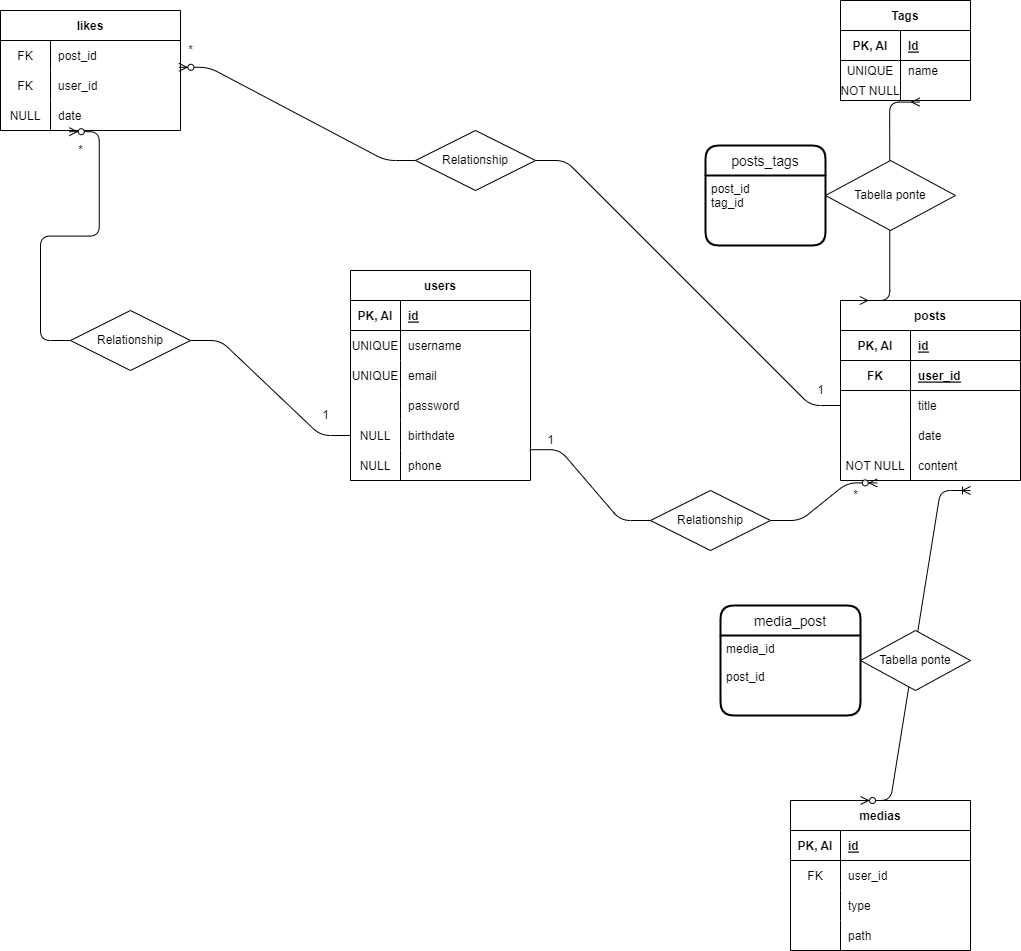 likes
FK post_id
FK user_id
NULL date
*
*
Relationship
Tags
PK, AI Id
UNIQUE name
NOT NULL
posts_tags
post_id
tag_id
Tabella ponte
users
PK, AI id
UNIQUE username
UNIQUE email
password
NULL birthdate
NULL phone
Relationship
1
1
1
posts
PK, AI id
FK user_id
title
date
NOT NULL content
*
Relationship
media_post
media_id
post_id
Tabella ponte
medias
PK, AI id
FK user_id
type
path